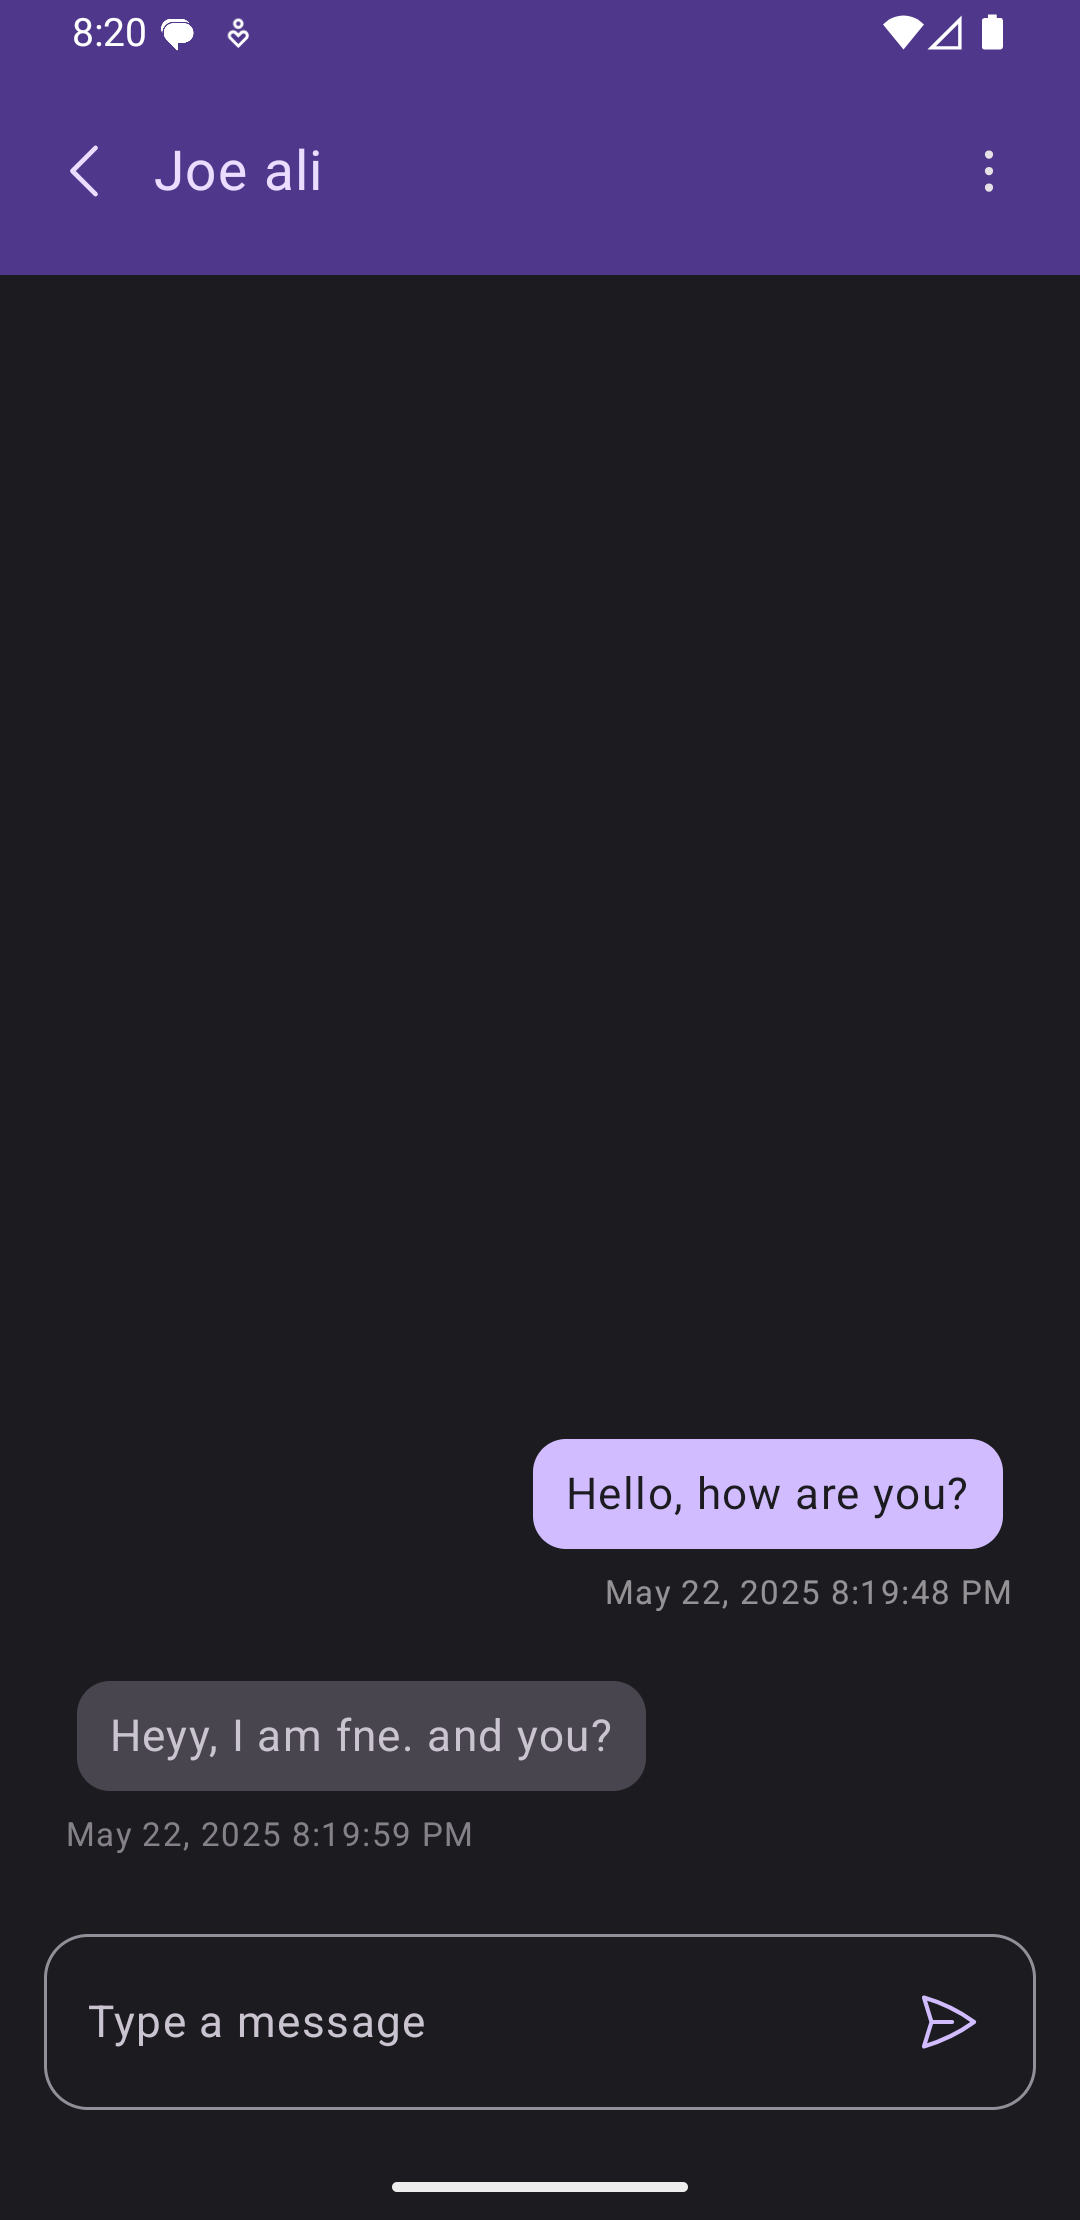 8:20
Joe ali
Hello, how are you?
May 22, 2025 8:19:48 PM
Heyy, I am fne. and you?
May 22, 2025 8:19:59 PM
Type a message